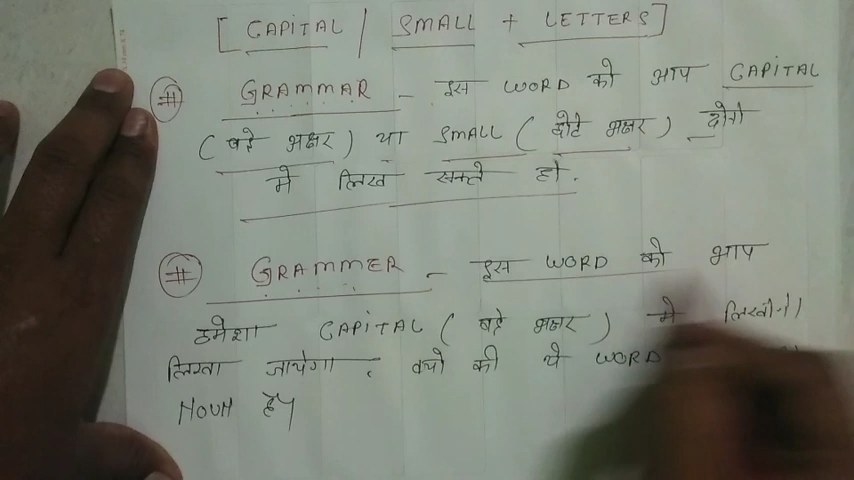 [ CAPITAL / SMALL + LETTERS ]
# GRAMMAR - इस WORD को आप CAPITAL
( बड़े अक्षर ) या SMALL ( छोटे अक्षर ) दोनो
मे लिख सकते हो.
# GRAMMER - इस WORD को आप
हमेशा CAPITAL ( बड़े अक्षर ) मे
लिखा जायेगा : क्यो की ये WORD
NOUN है